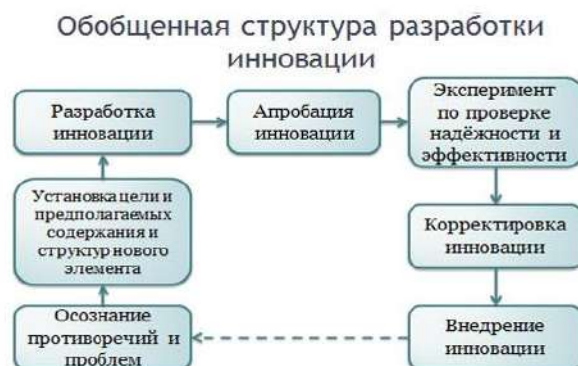 Обобщенная структура разработки
инновации
Разработка
инновации
Апробация
инновации
Эксперимент
по проверке
надёжности и
эффективности
Установка цели и
предполагаемых
содержания и
структур нового
элемента
Корректировка
инновации
Осознание
противоречий и
проблем
Внедрение
инновации